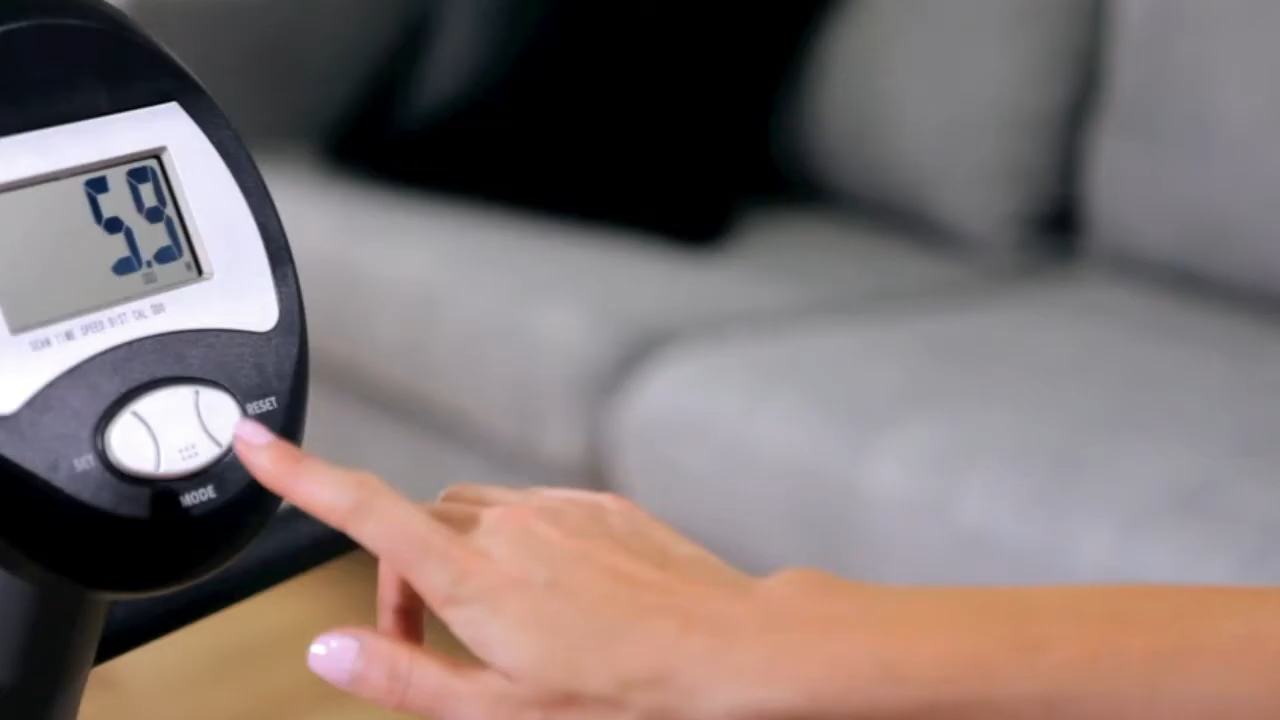 5.9
SCAN TIME SPEED DIST CAL ODO
RESET
SET
MODE